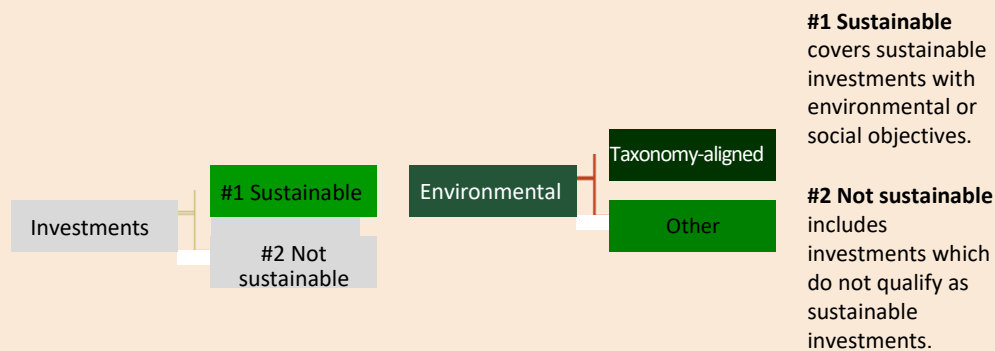 Investments
#1 Sustainable
#2 Not
sustainable
Environmental
Taxonomy-aligned
Other
#1 Sustainable
covers sustainable
investments with
environmental or
social objectives.
#2 Not sustainable
includes
investments which
do not qualify as
sustainable
investments.